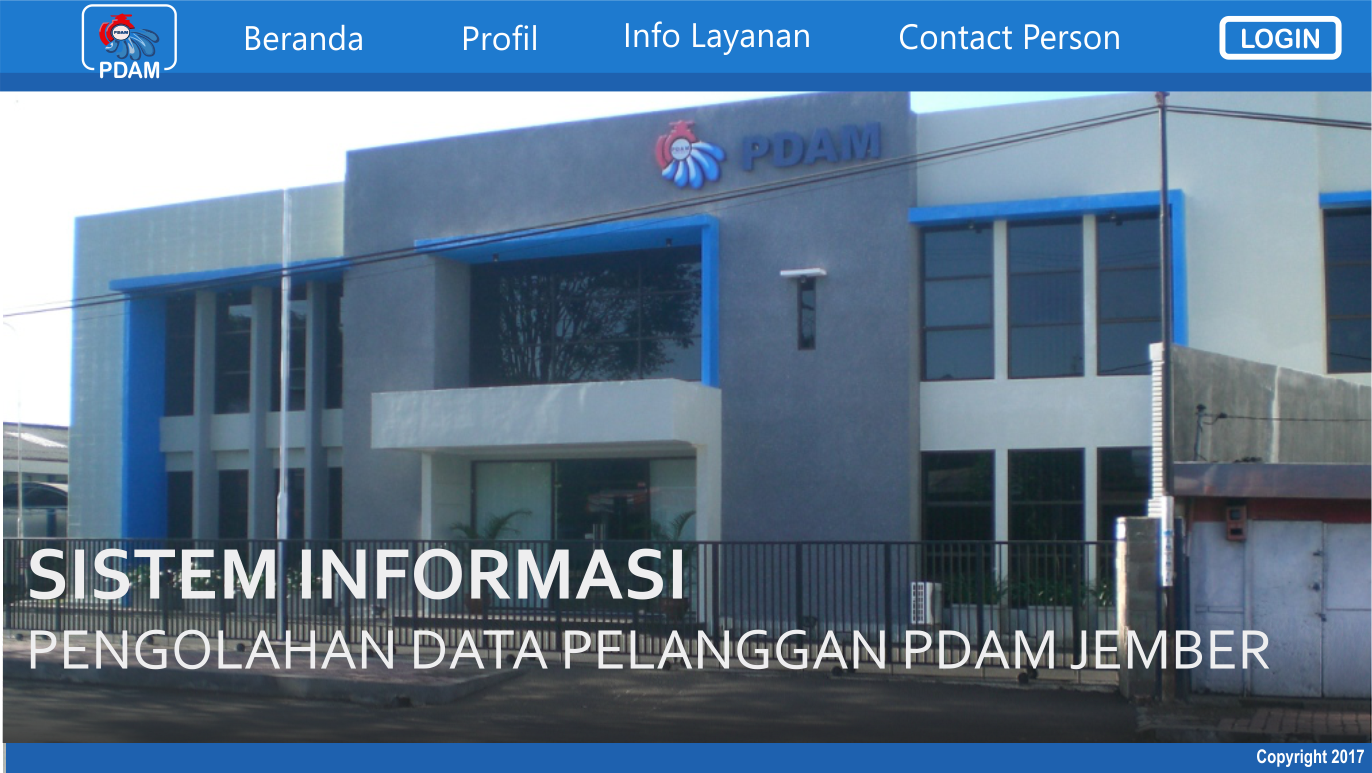 PDAM
Beranda
Profil
Info Layanan
Contact Person
LOGIN
PDAM
PDAM
SISTEM INFORMASI
PENGOLAHAN DATA PELANGGAN PDAM JEMBER
Copyright 2017